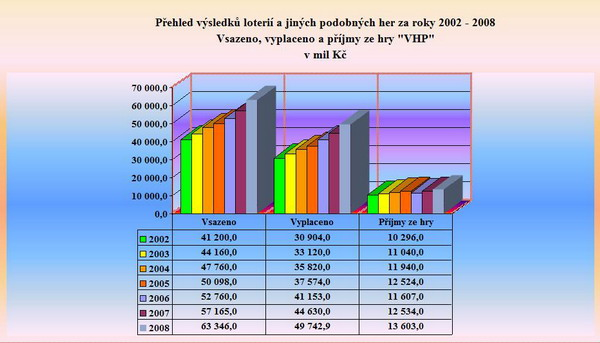 Přehled výsledků loterií a jiných podobných her za roky 2002 - 2008
Vsazeno, vyplaceno a příjmy ze hry "VHP"
v mil Kč
70 000,0
60 000,0
50 000,0
40 000,0
30 000,0
20 000,0
10 000,0
0,0
Vsazeno Vyplaceno Příjmy ze hry
2002 41 200,0 30 904,0 10 296,0
2003 44 160,0 33 120,0 11 040,0
2004 47 760,0 35 820,0 11 940,0
2005 50 098,0 37 574,0 12 524,0
2006 52 760,0 41 153,0 11 607,0
2007 57 165,0 44 630,0 12 534,0
2008 63 346,0 49 742,9 13 603,0